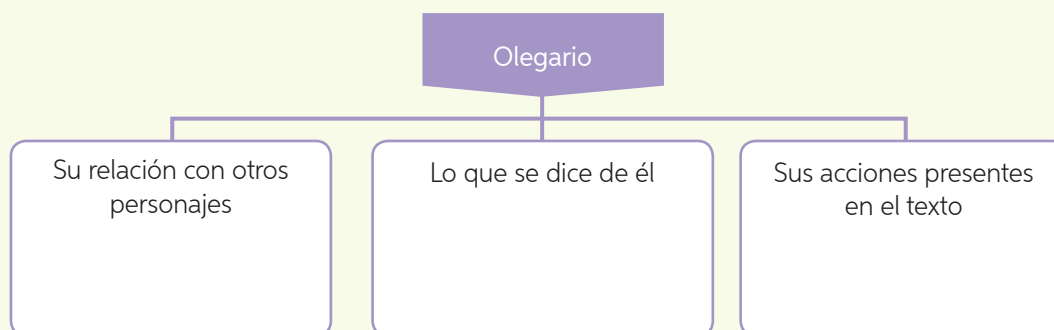 Olegario
Su relación con otros
personajes
Lo que se dice de él
Sus acciones presentes
en el texto